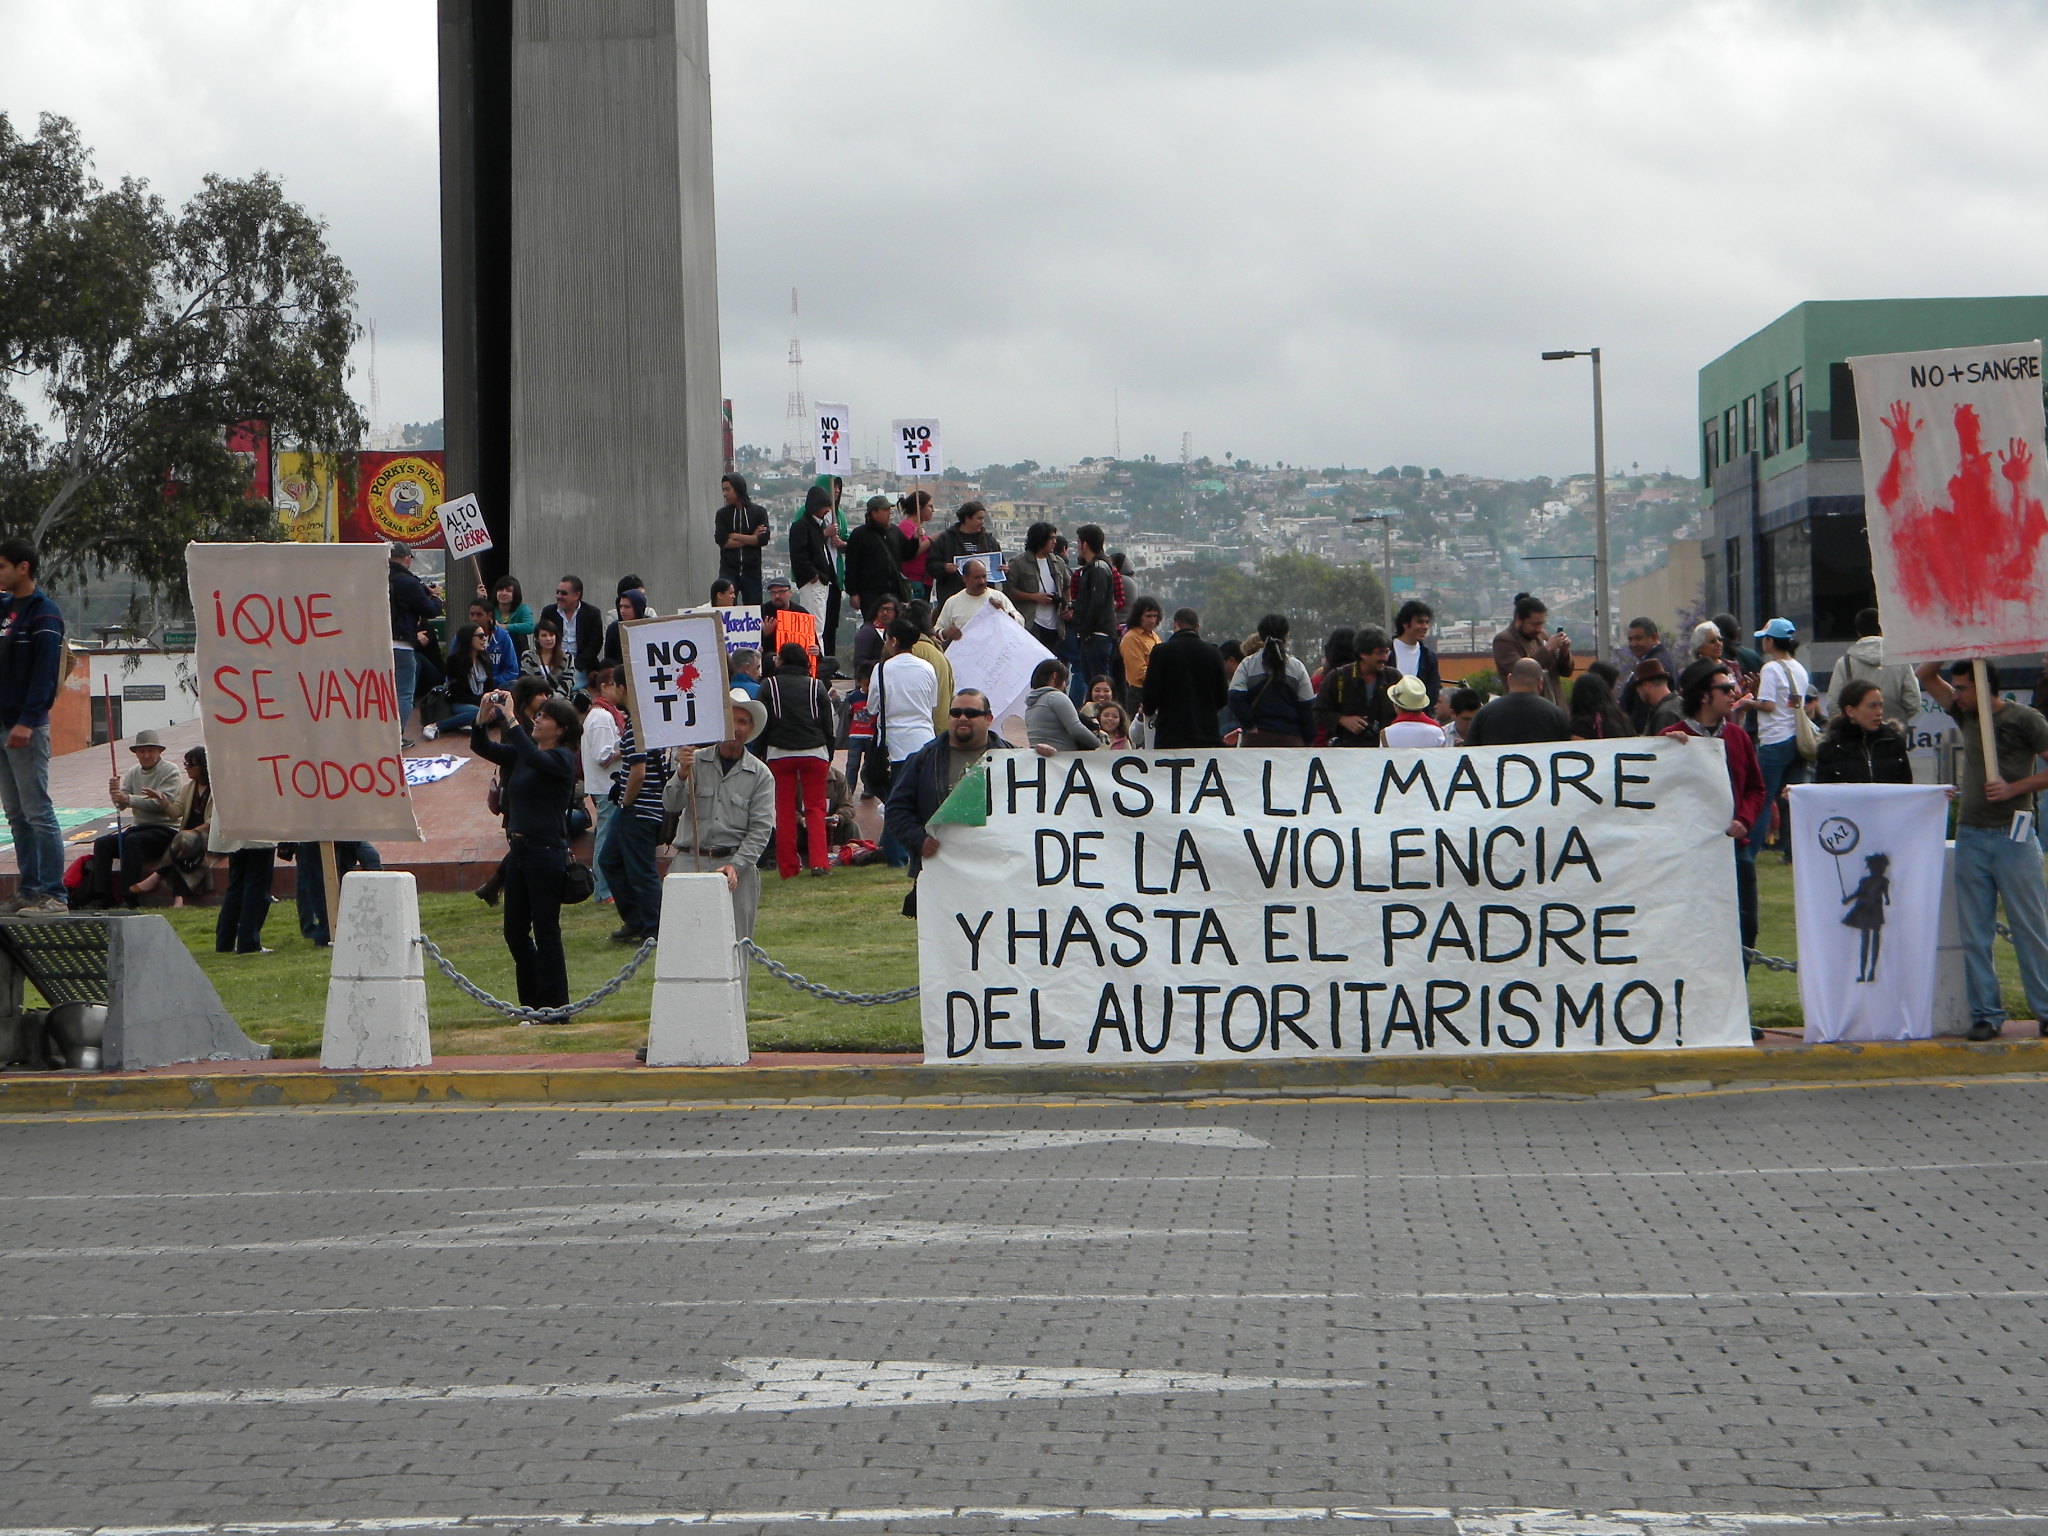 NO
+
Tj
NO
+
Tj
NO+SANGRE
PORKY'S PLACE
TIJUANA MEXICO
ALTO
A LA
GUERRA
¡QUE
SE VAYAN
TODOS!
NO
+
Tj
Muertas
¡HASTA LA MADRE
DE LA VIOLENCIA
Y HASTA EL PADRE
DEL AUTORITARISMO!
PAZ